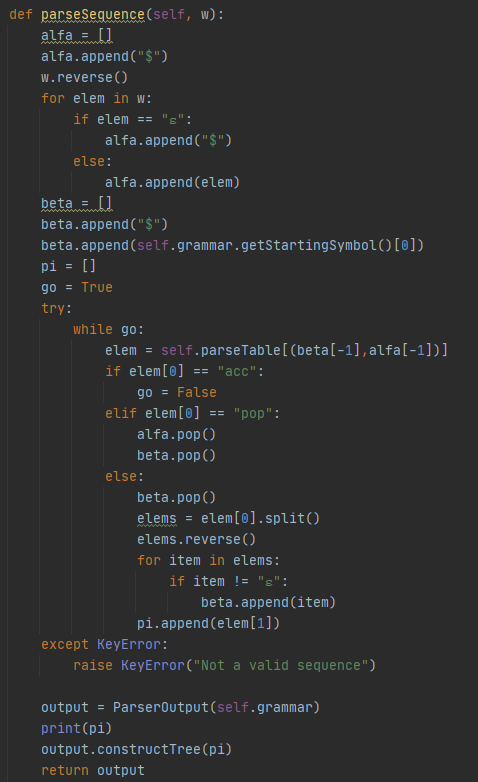 def parseSequence(self, w):
    alfa = []
    alfa.append("$")
    w.reverse()
    for elem in w:
        if elem == "ⵢ":
            alfa.append("$")
        else:
            alfa.append(elem)
    beta = []
    beta.append("$")
    beta.append(self.grammar.getStartingSymbol()[0])
    pi = []
    go = True
    try:
        while go:
            elem = self.parseTable[(beta[-1],alfa[-1])]
            if elem[0] == "acc":
                go = False
            elif elem[0] == "pop":
                alfa.pop()
                beta.pop()
            else:
                beta.pop()
                elems = elem[0].split()
                elems.reverse()
                for item in elems:
                    if item != "ⵢ":
                        beta.append(item)
                pi.append(elem[1])
    except KeyError:
        raise KeyError("Not a valid sequence")

    output = ParserOutput(self.grammar)
    print(pi)
    output.constructTree(pi)
    return output